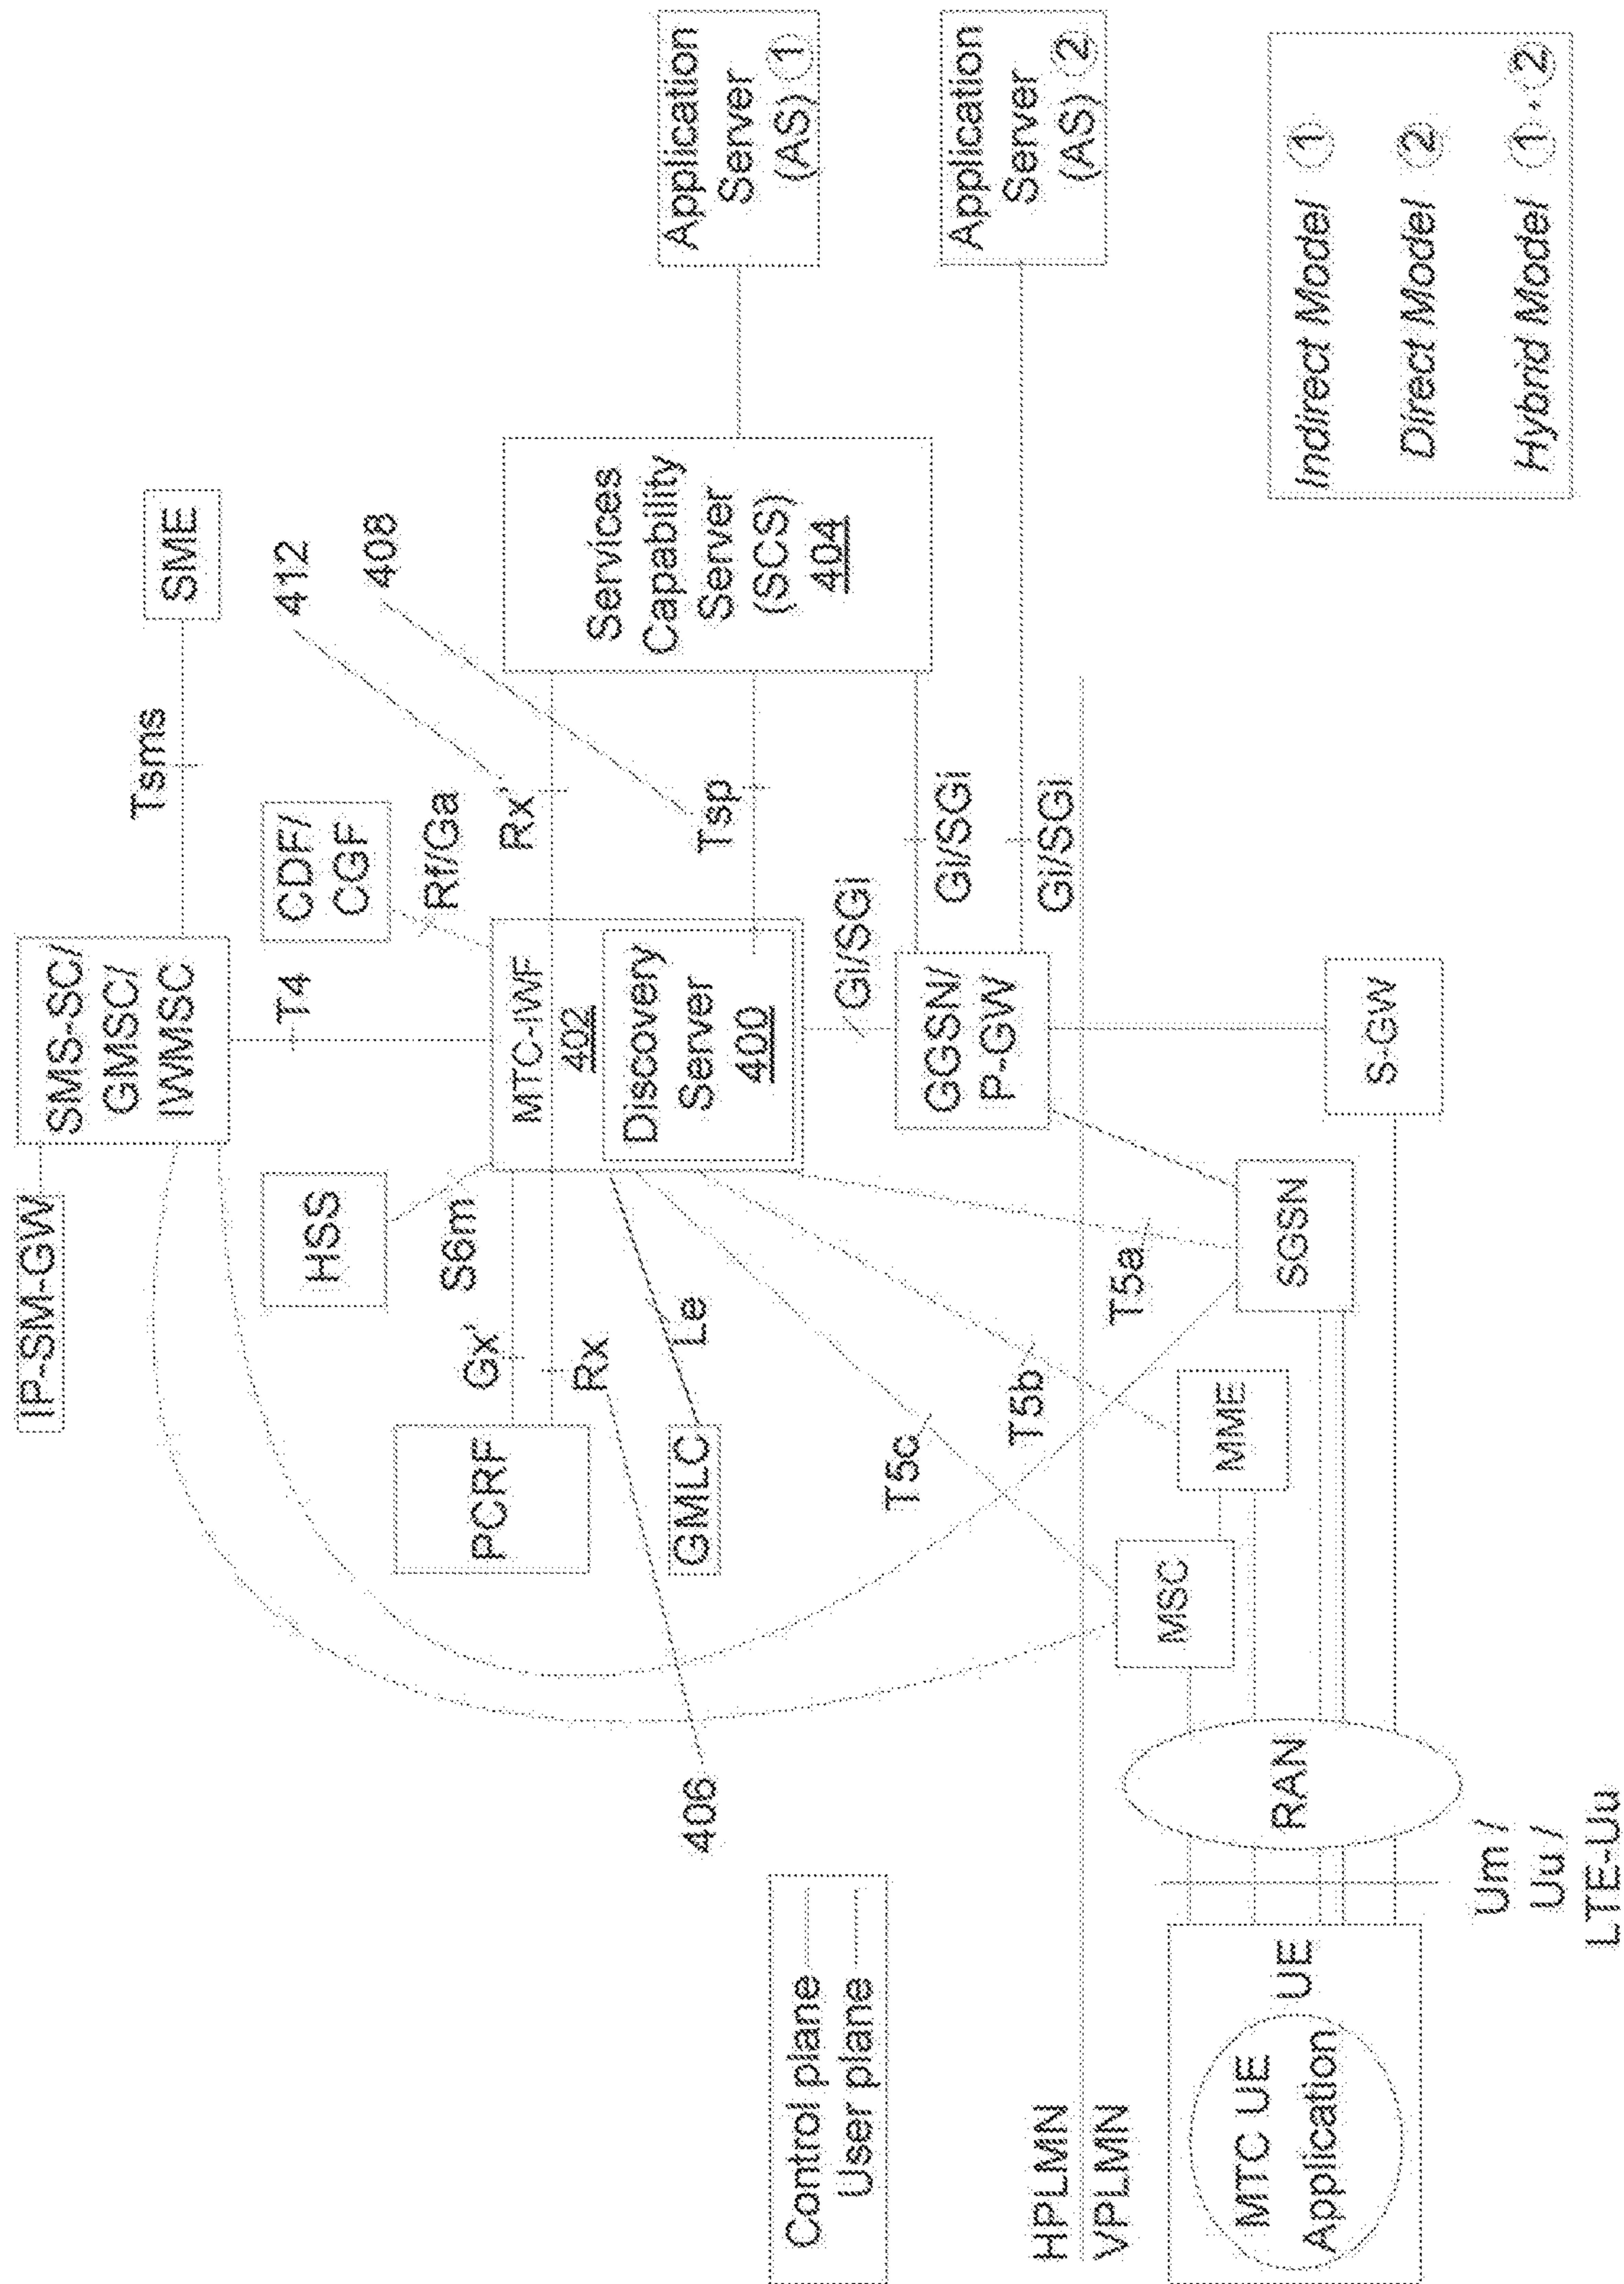 IP-SM-GW
SMS-SC/
GMSC/
IWMSC
Tsms
SME
T4
CDF/
CGF
412
408
HSS
S6m
Rf/Ga
Rx'
Tsp
MTC-IWF
402
Discovery
Server
400
Services
Capability
Server
(SCS)
404
Application
Server
(AS) 1
Application
Server
(AS) 2
PCRF
Gx'
Rx
406
GMLC
Le
Gi/SGi
Gi/SGi
Gi/SGi
GGSN/
P-GW
T5c
T5b
T5a
Control plane
User plane
HPLMN
VPLMN
MSC
MME
SGSN
S-GW
MTC UE
Application
UE
RAN
Um /
Uu /
LTE-Uu
Indirect Model 1
Direct Model 2
Hybrid Model 1 + 2